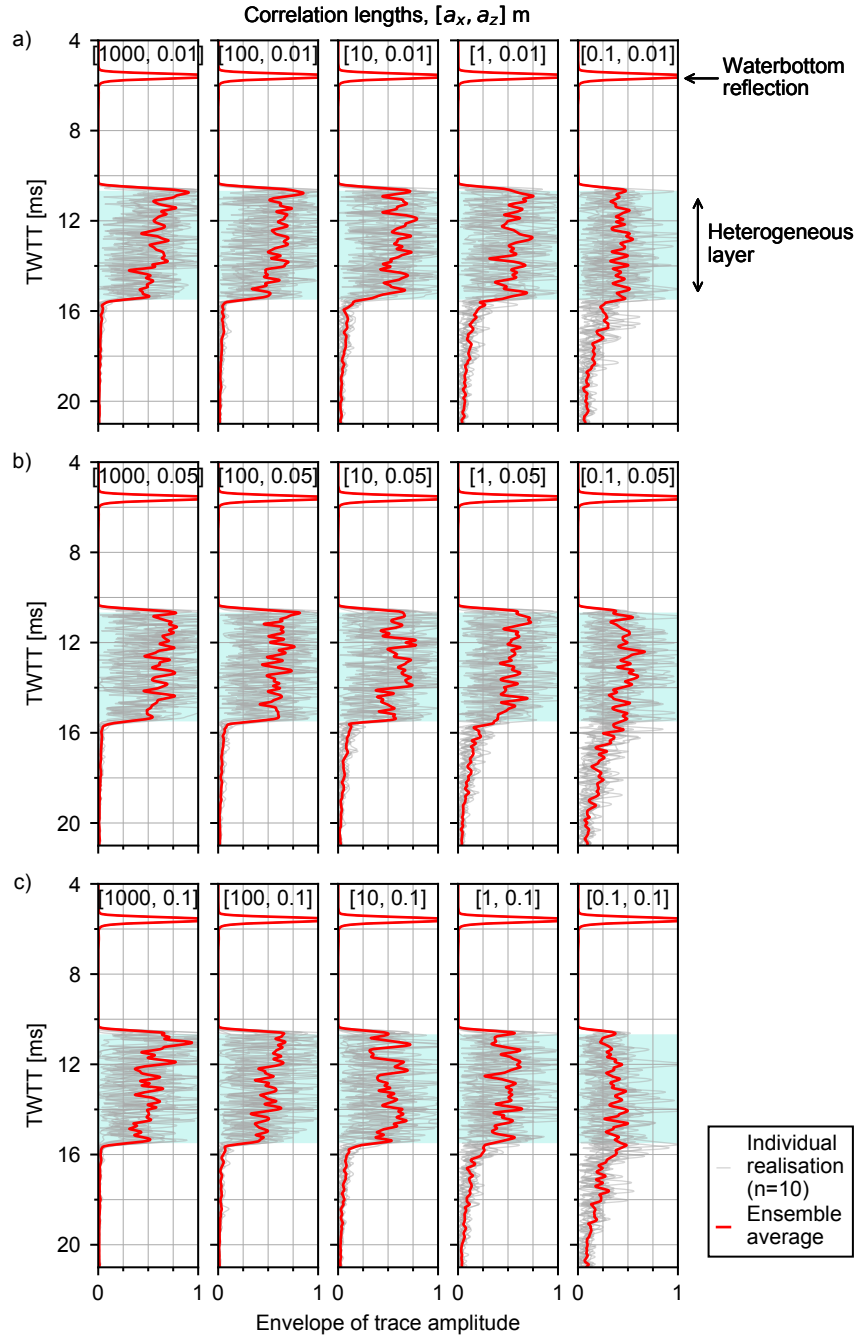 Correlation lengths, [aₓ, a_z] m
a)
4
[1000, 0.01] [100, 0.01] [10, 0.01] [1, 0.01] [0.1, 0.01]
Waterbottom
reflection
8
12
16
20
TWTT [ms]
Heterogeneous
layer
b)
4
[1000, 0.05] [100, 0.05] [10, 0.05] [1, 0.05] [0.1, 0.05]
8
12
16
20
TWTT [ms]
c)
4
[1000, 0.1] [100, 0.1] [10, 0.1] [1, 0.1] [0.1, 0.1]
8
12
16
20
TWTT [ms]
0 1 0 1 0 1 0 1 0 1
Envelope of trace amplitude
Individual
realisation
(n=10)
Ensemble
average